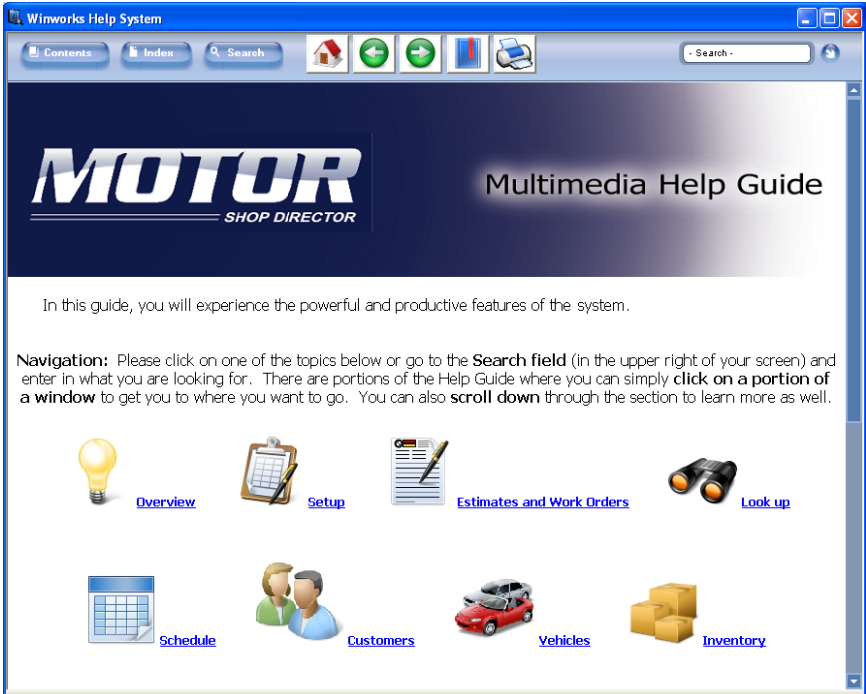 Winworks Help System
Contents Index Search - Search -
MOTOR
SHOP DIRECTOR
Multimedia Help Guide
In this guide, you will experience the powerful and productive features of the system.
Navigation: Please click on one of the topics below or go to the Search field (in the upper right of your screen) and
enter in what you are looking for. There are portions of the Help Guide where you can simply click on a portion of
a window to get you to where you want to go. You can also scroll down through the section to learn more as well.
Overview Setup Estimates and Work Orders Look up
Schedule Customers Vehicles Inventory